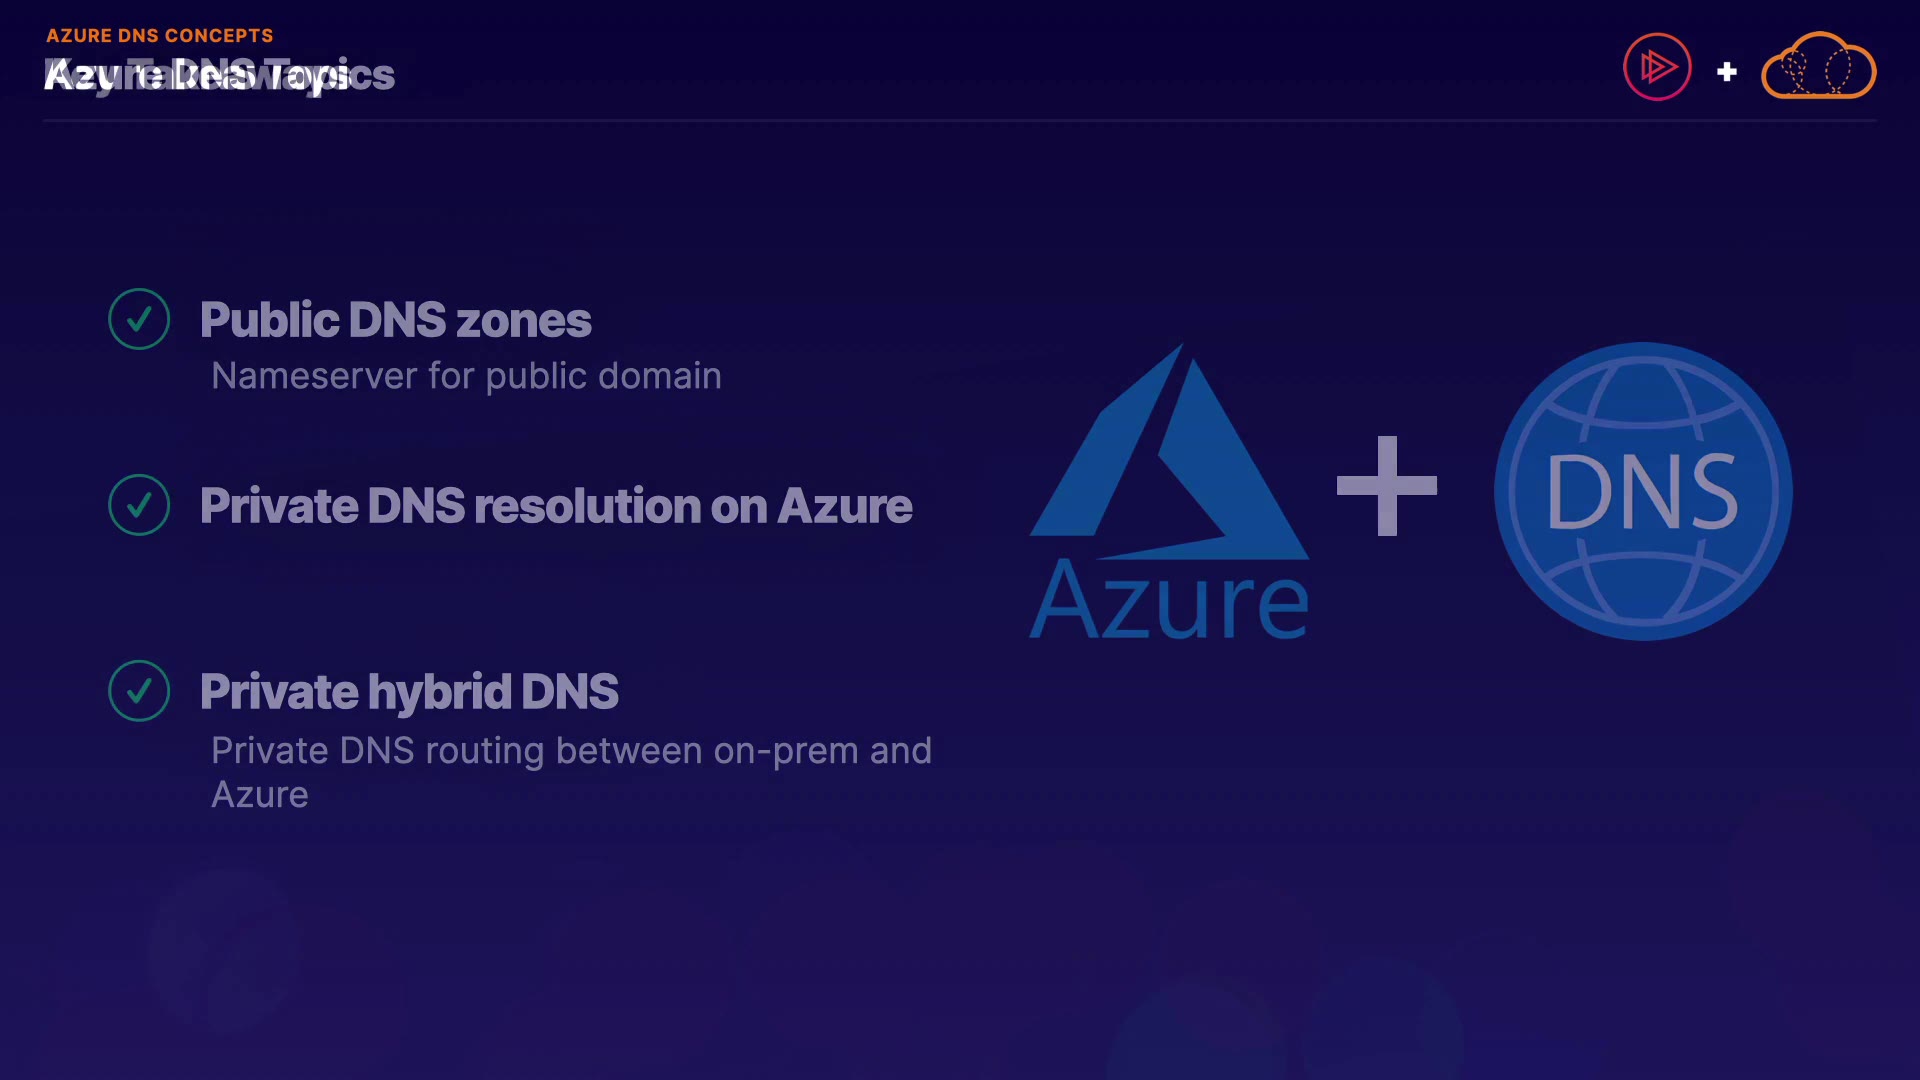 AZURE DNS CONCEPTS
Public DNS zones
Nameserver for public domain
Private DNS resolution on Azure
Private hybrid DNS
Private DNS routing between on-prem and
Azure
Azure
DNS